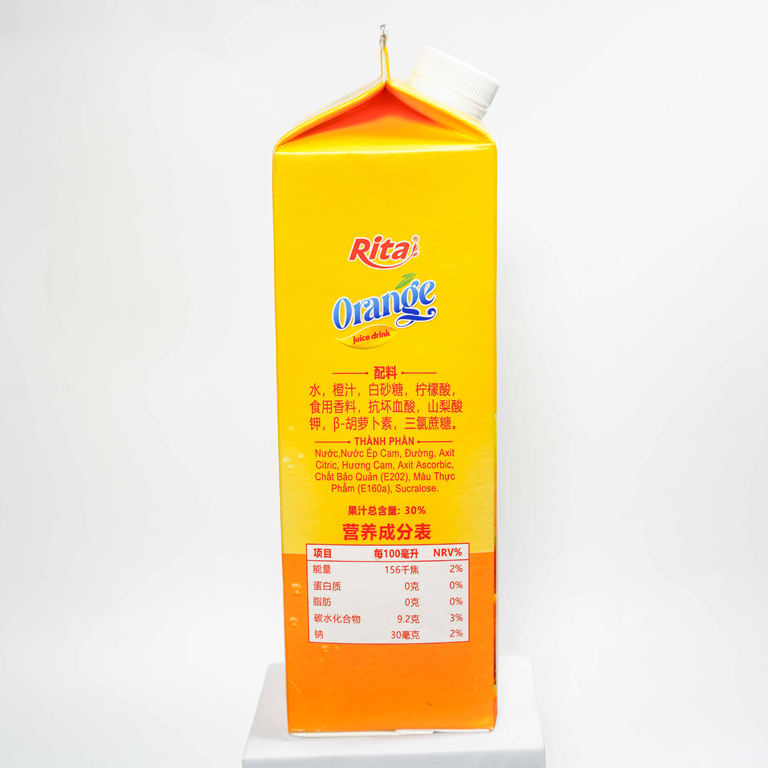 Rita®
Orange
juice drink
配料
水，橙汁，白砂糖，柠檬酸，
食用香料，抗坏血酸，山梨酸
钾，β-胡萝卜素，三氯蔗糖。
THÀNH PHẦN
Nước,Nước Ép Cam, Đường, Axit
Citric, Hương Cam, Axit Ascorbic,
Chất Bảo Quản (E202), Màu Thực
Phẩm (E160a), Sucralose.
果汁总含量: 30%
营养成分表
项目 每100毫升 NRV%
能量 156千焦 2%
蛋白质 0克 0%
脂肪 0克 0%
碳水化合物 9.2克 3%
钠 30毫克 2%